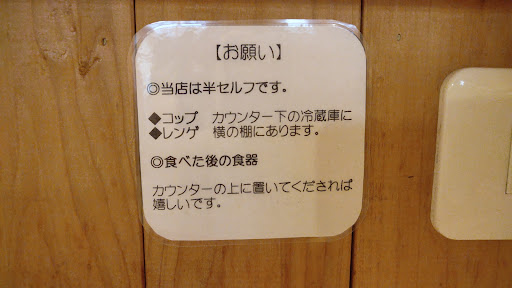 【お願い】
◎当店は半セルフです。
◆コップ　カウンター下の冷蔵庫に
◆レンゲ　横の棚にあります。
◎食べた後の食器
カウンターの上に置いてくだされば
嬉しいです。